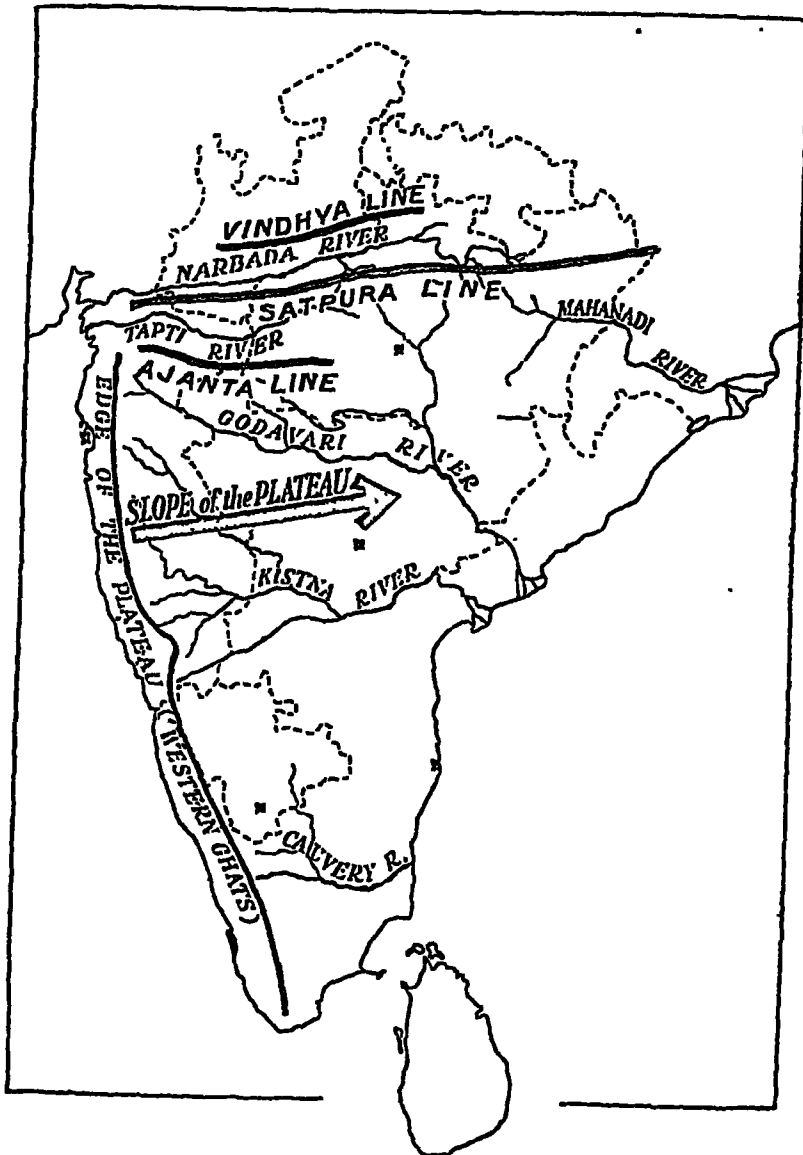 VINDHYA LINE
NARBADA RIVER
SATPURA LINE
MAHANADI RIVER
TAPTI RIVER
AJANTA LINE
GODAVARI RIVER
SLOPE of the PLATEAU
KISTNA RIVER
EDGE OF THE PLATEAU (WESTERN GHATS)
CAUVERY R.